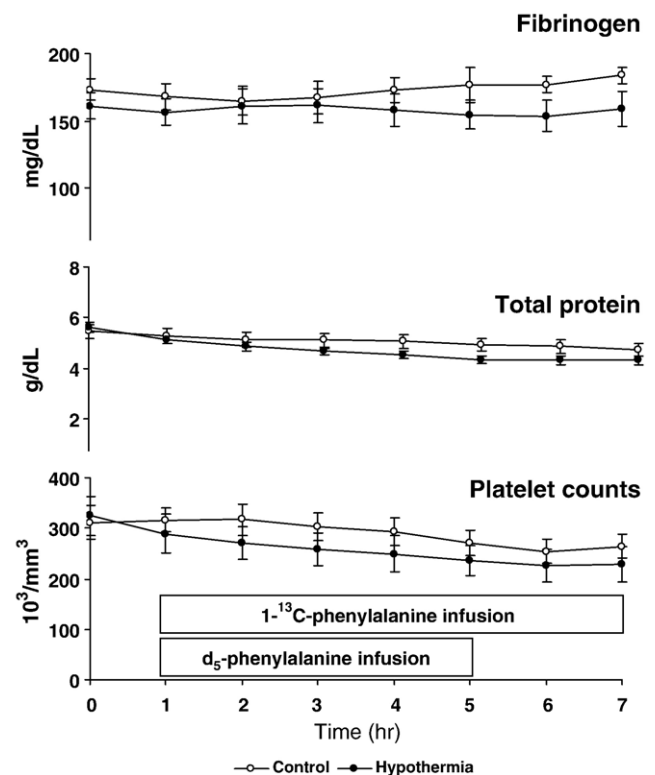 Fibrinogen
200
150
100
mg/dL
Total protein
8
6
4
2
g/dL
Platelet counts
400
300
200
100
0
10³/mm³
1-¹³C-phenylalanine infusion
d₅-phenylalanine infusion
0 1 2 3 4 5 6 7
Time (hr)
Control Hypothermia